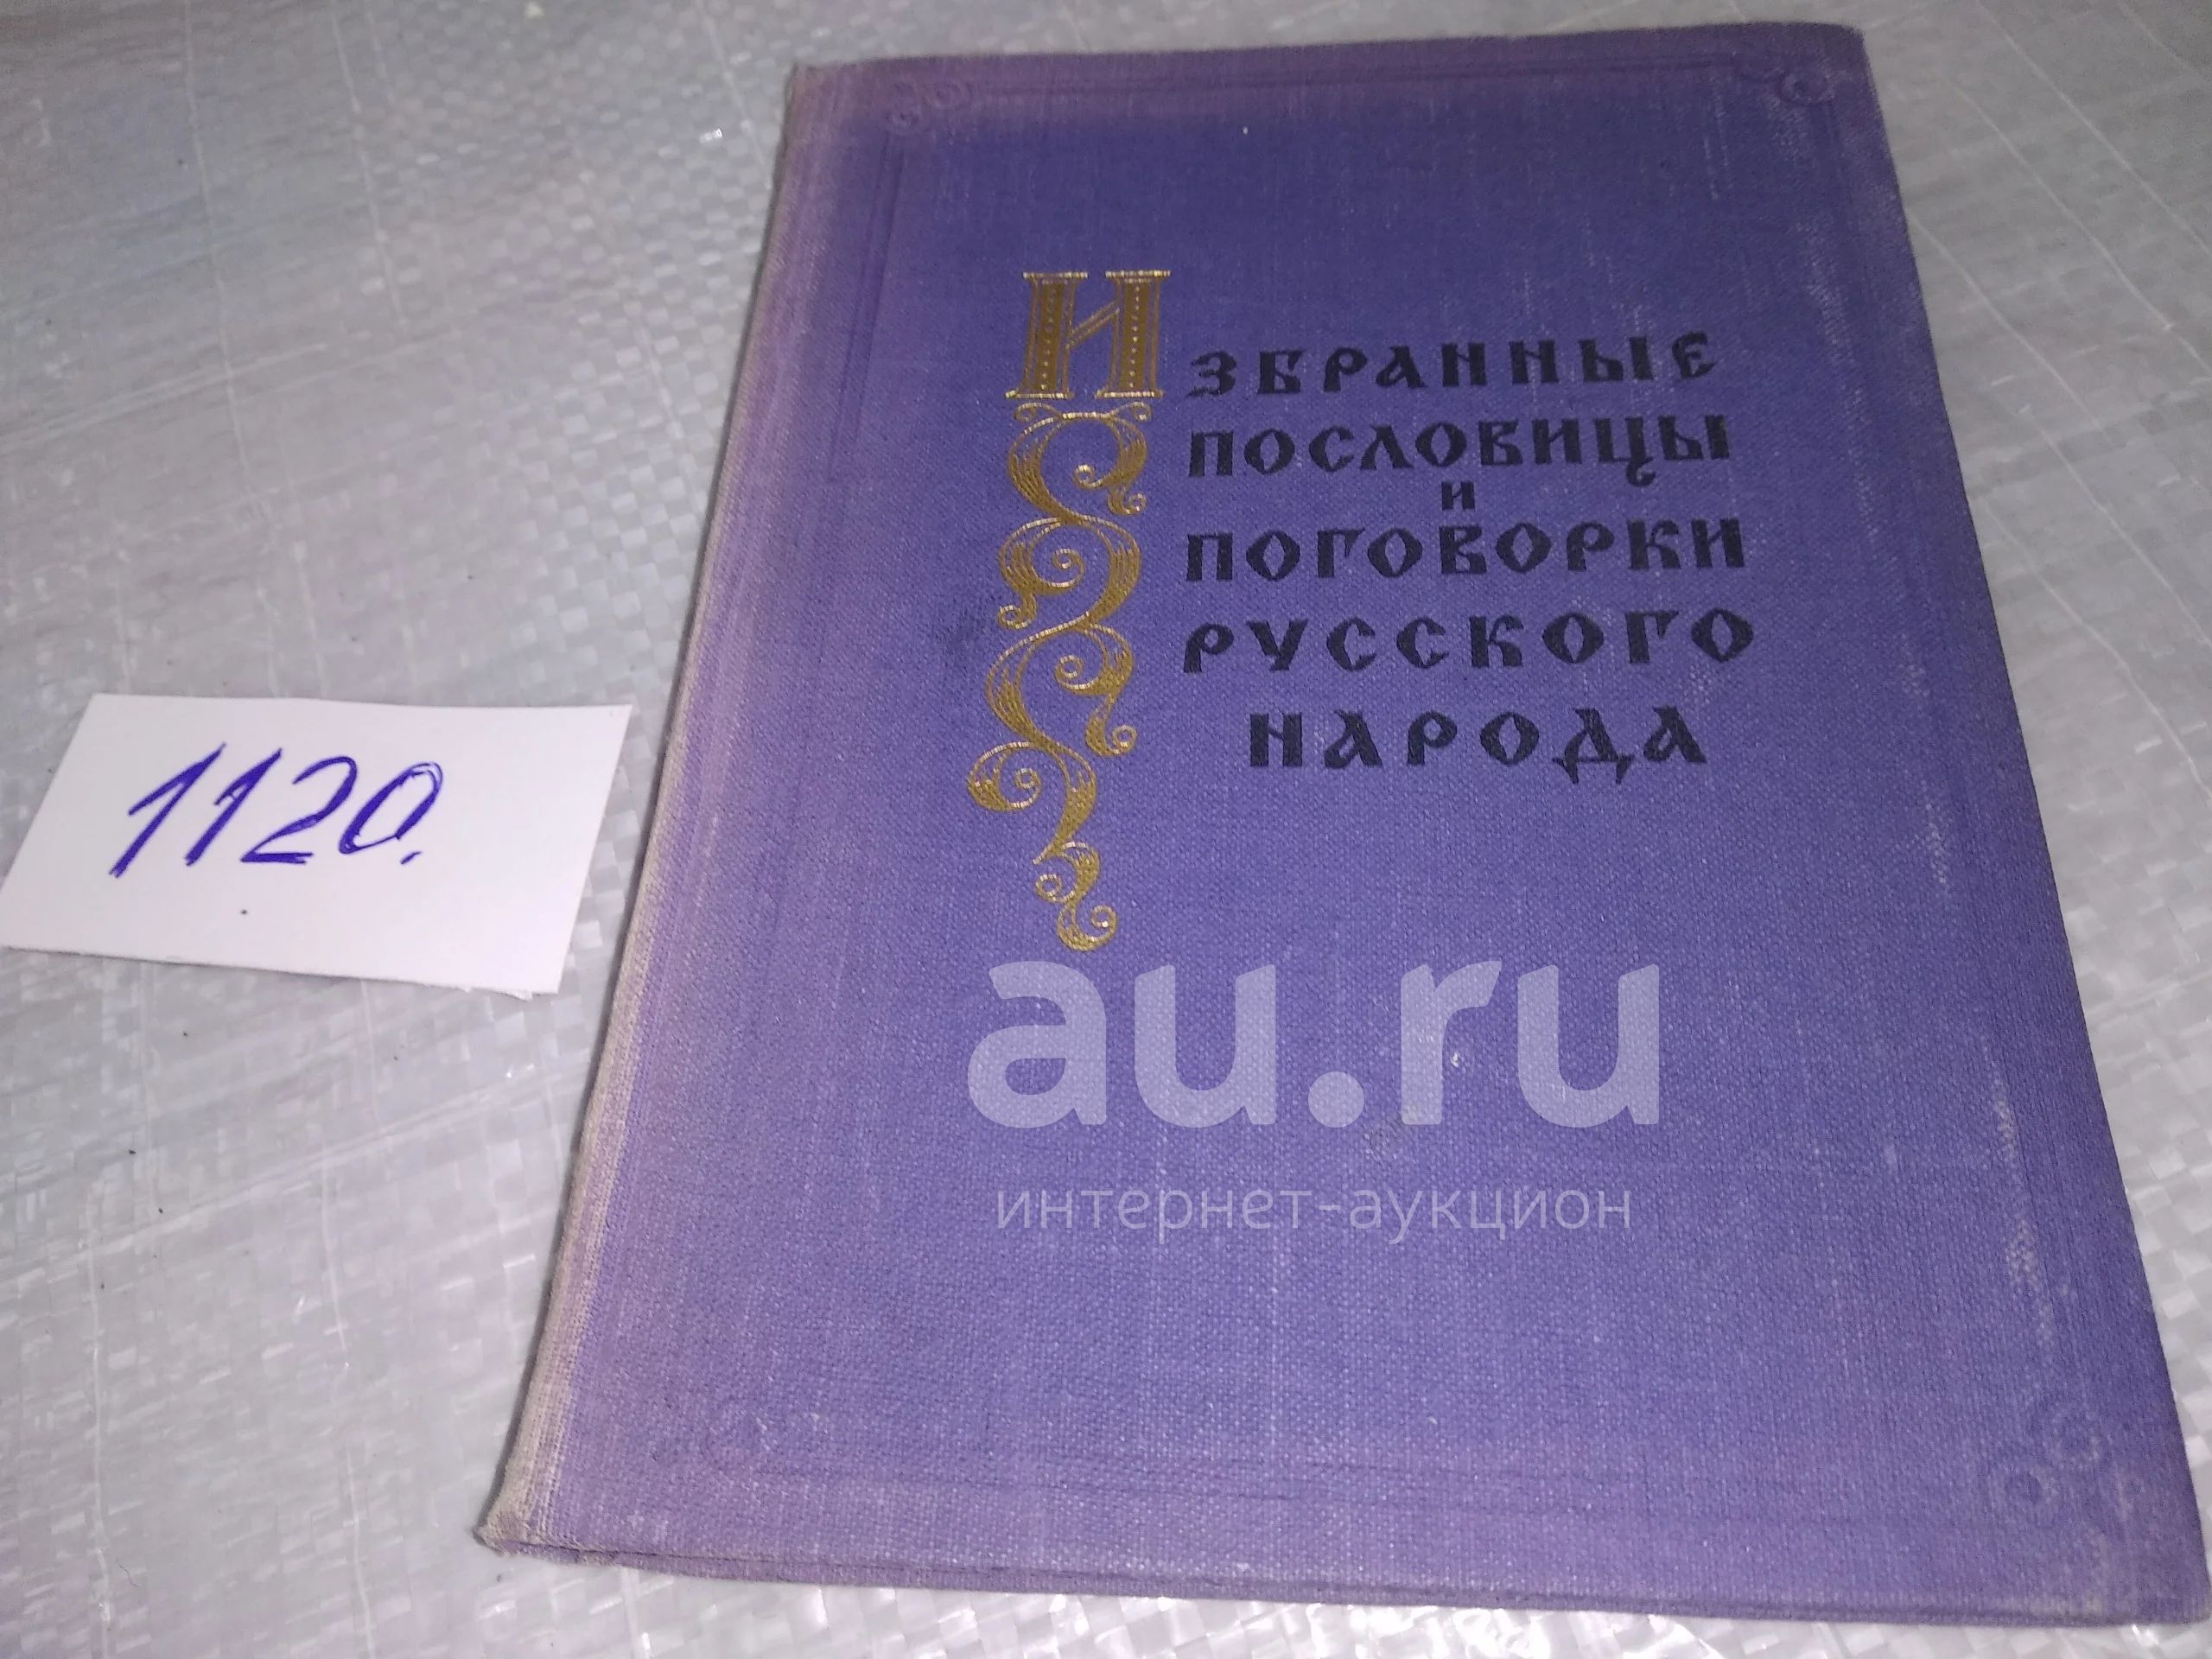 ИЗБРАННЫЕ
ПОСЛОВИЦЫ
И
ПОГОВОРКИ
РУССКОГО
НАРОДА
1120.
au.ru
интернет-аукцион